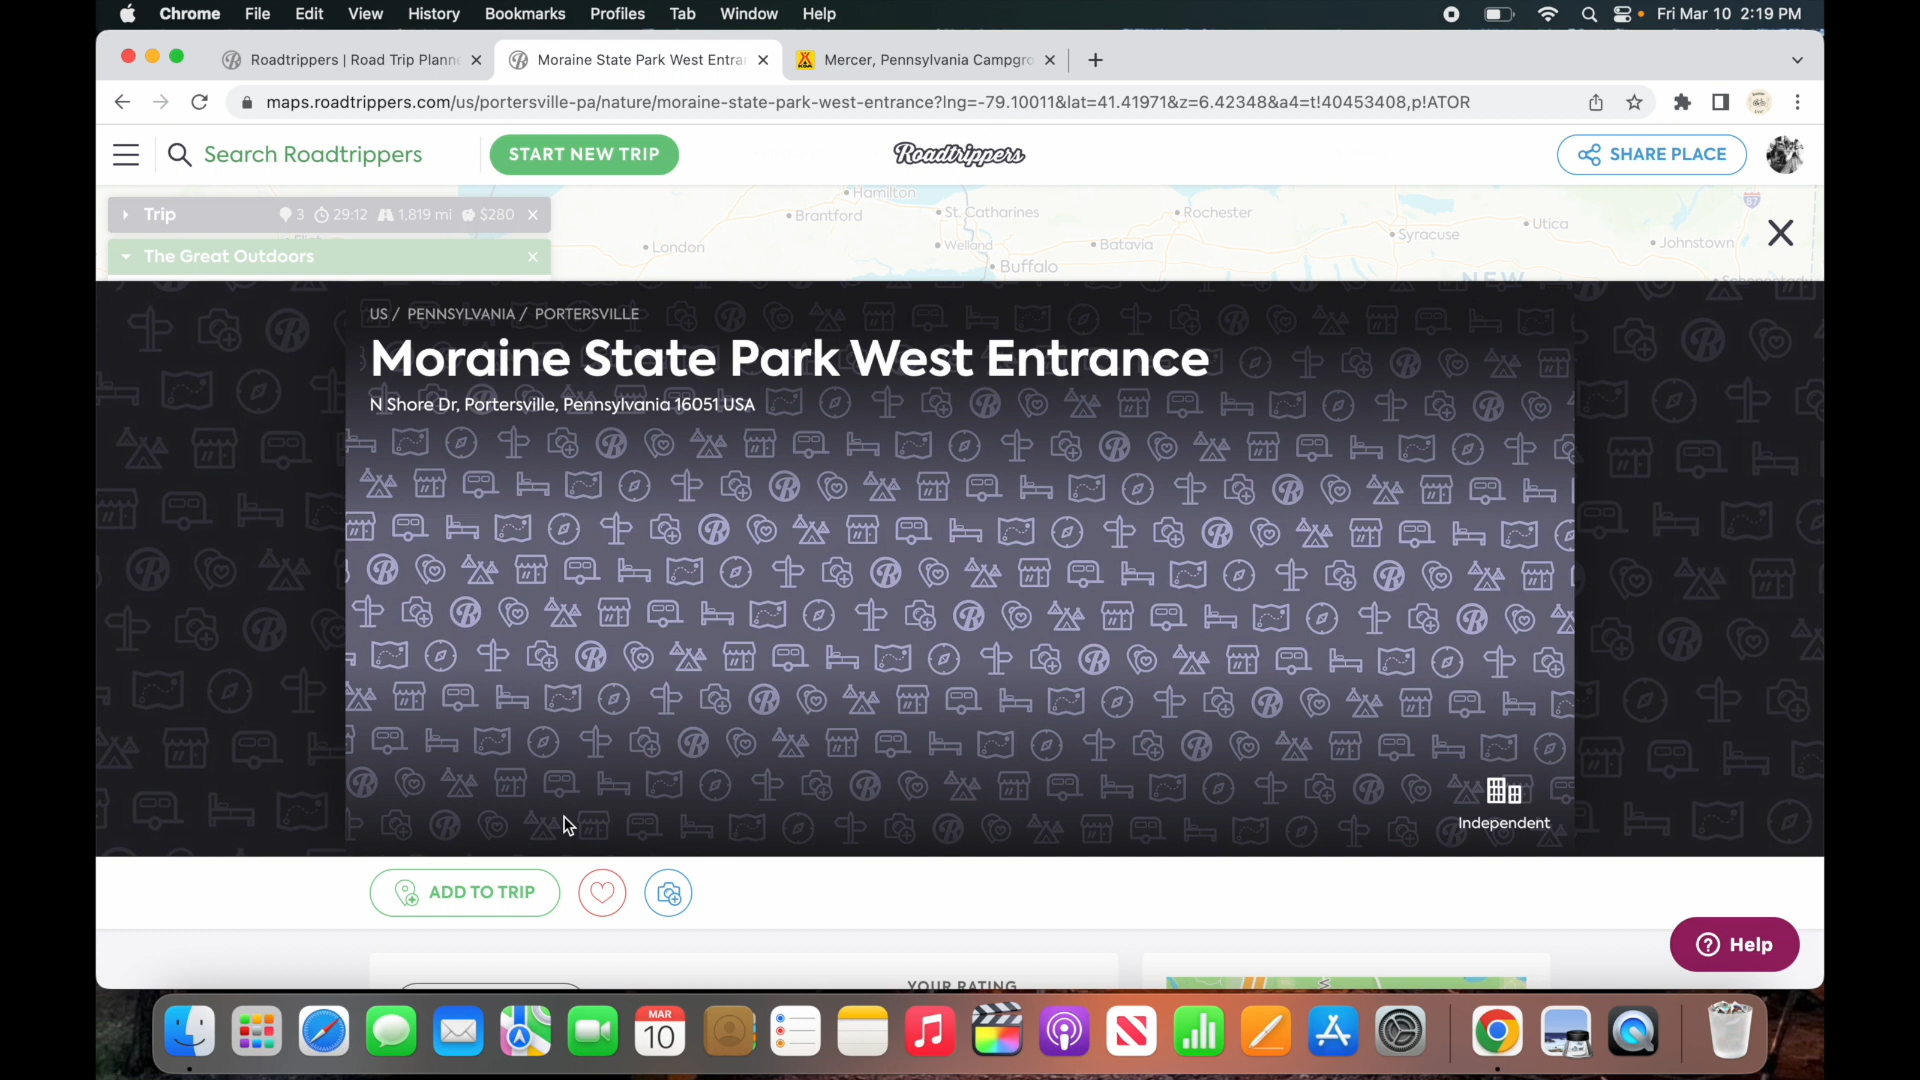 Chrome File Edit View History Bookmarks Profiles Tab Window Help Fri Mar 10 2:19 PM
Roadtrippers | Road Trip Planne Moraine State Park West Entran Mercer, Pennsylvania Campgro
maps.roadtrippers.com/us/portersville-pa/nature/moraine-state-park-west-entrance?lng=-79.10011&lat=41.41971&z=6.42348&a4=t!40453408,p!ATOR
Search Roadtrippers START NEW TRIP Roadtrippers SHARE PLACE
Hamilton
Trip 3 29:12 1,819 mi $280
Brantford St. Catharines Rochester Utica
London Welland Batavia Syracuse Johnstown
The Great Outdoors
Buffalo
NEW
US / PENNSYLVANIA / PORTERSVILLE
Moraine State Park West Entrance
N Shore Dr, Portersville, Pennsylvania 16051 USA
Independent
ADD TO TRIP
Help
YOUR RATING
MAR
10